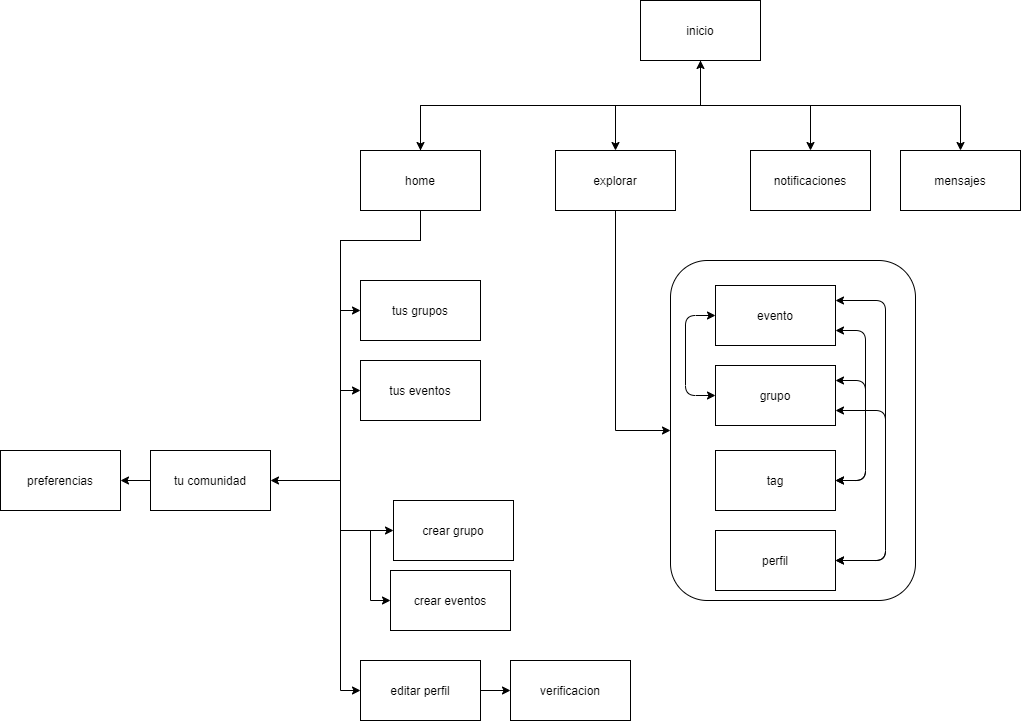 inicio
home
explorar
notificaciones
mensajes
tus grupos
evento
tus eventos
grupo
preferencias
tu comunidad
tag
crear grupo
perfil
crear eventos
editar perfil
verificacion